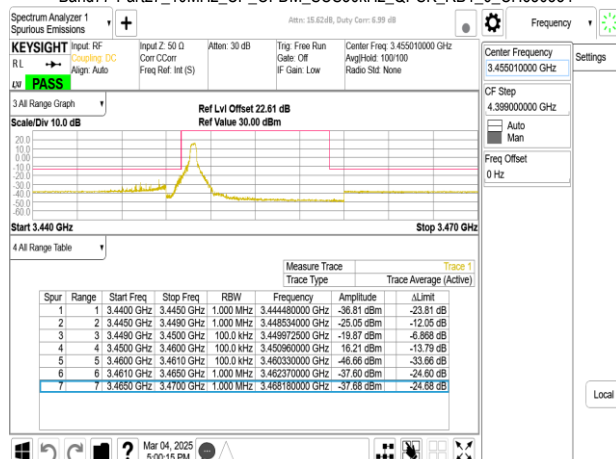 Spectrum Analyzer 1
Spurious Emissions
Attn: 15.62dB, Duty Corr: 6.99 dB
Frequency
KEYSIGHT
Input: RF
Coupling: DC
Align: Auto
Input Z: 50 Ω
Corr CCorr
Freq Ref: Int (S)
Atten: 30 dB
Trig: Free Run
Gate: Off
IF Gain: Low
Center Freq: 3.455010000 GHz
Avg|Hold: 100/100
Radio Std: None
RL
LXI
PASS
Center Frequency
3.455010000 GHz
Settings
CF Step
4.399000000 GHz
Auto
Man
Freq Offset
0 Hz
3 All Range Graph
Scale/Div 10.0 dB
Ref Lvl Offset 22.61 dB
Ref Value 30.00 dBm
20.0
10.0
0.00
-10.0
-20.0
-30.0
-40.0
-50.0
-60.0
Start 3.440 GHz
Stop 3.470 GHz
4 All Range Table
Measure Trace Trace 1
Trace Type Trace Average (Active)
Spur Range Start Freq Stop Freq RBW Frequency Amplitude ΔLimit
1 1 3.4400 GHz 3.4450 GHz 1.000 MHz 3.444480000 GHz -36.81 dBm -23.81 dB
2 2 3.4450 GHz 3.4490 GHz 1.000 MHz 3.448534000 GHz -25.05 dBm -12.05 dB
3 3 3.4490 GHz 3.4500 GHz 100.0 kHz 3.449972500 GHz -19.87 dBm -6.868 dB
4 4 3.4500 GHz 3.4600 GHz 100.0 kHz 3.450960000 GHz 16.21 dBm -13.79 dB
5 5 3.4600 GHz 3.4610 GHz 100.0 kHz 3.460330000 GHz -46.66 dBm -33.66 dB
6 6 3.4610 GHz 3.4650 GHz 1.000 MHz 3.462370000 GHz -37.60 dBm -24.60 dB
7 7 3.4650 GHz 3.4700 GHz 1.000 MHz 3.468180000 GHz -37.68 dBm -24.68 dB
Local
?
Mar 04, 2025
5:00:15 PM